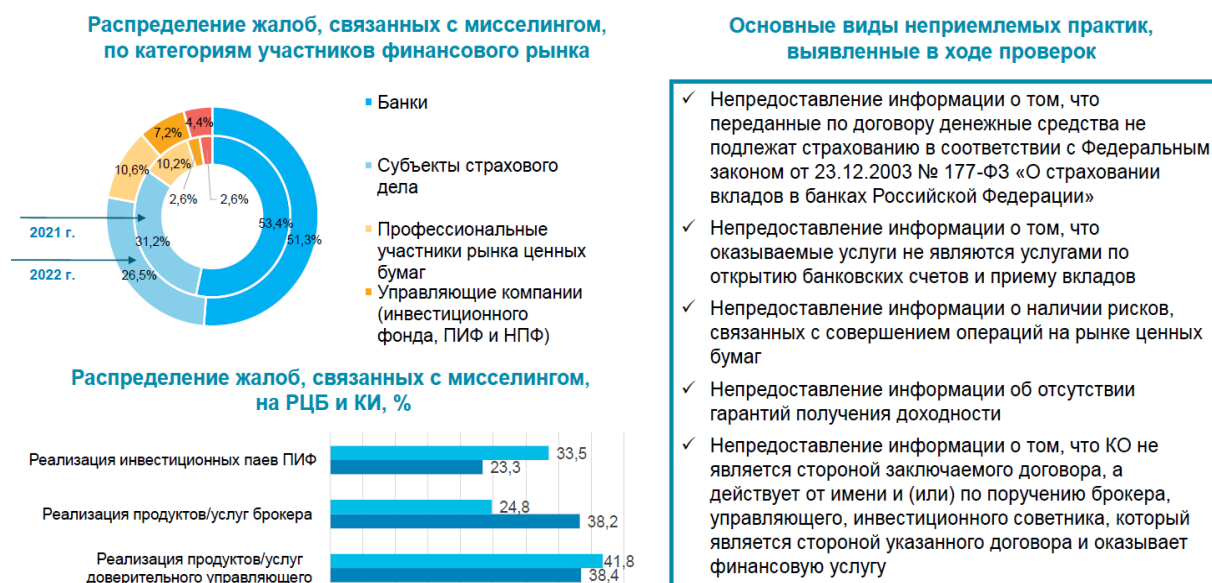 Распределение жалоб, связанных с мисселингом,
по категориям участников финансового рынка
4,4%
7,2%
10,6%
10,2%
2,6%
2,6%
53,4%
51,3%
31,2%
26,5%
2021 г.
2022 г.
Банки
Субъекты страхового
дела
Профессиональные
участники рынка ценных
бумаг
Управляющие компании
(инвестиционного
фонда, ПИФ и НПФ)
Распределение жалоб, связанных с мисселингом,
на РЦБ и КИ, %
Реализация инвестиционных паев ПИФ
33,5
23,3
Реализация продуктов/услуг брокера
24,8
38,2
Реализация продуктов/услуг
доверительного управляющего
41,8
38,4
Основные виды неприемлемых практик,
выявленные в ходе проверок
✓ Непредоставление информации о том, что
переданные по договору денежные средства не
подлежат страхованию в соответствии с Федеральным
законом от 23.12.2003 № 177-ФЗ «О страховании
вкладов в банках Российской Федерации»
✓ Непредоставление информации о том, что
оказываемые услуги не являются услугами по
открытию банковских счетов и приему вкладов
✓ Непредоставление информации о наличии рисков,
связанных с совершением операций на рынке ценных
бумаг
✓ Непредоставление информации об отсутствии
гарантий получения доходности
✓ Непредоставление информации о том, что КО не
является стороной заключаемого договора, а
действует от имени и (или) по поручению брокера,
управляющего, инвестиционного советника, который
является стороной указанного договора и оказывает
финансовую услугу